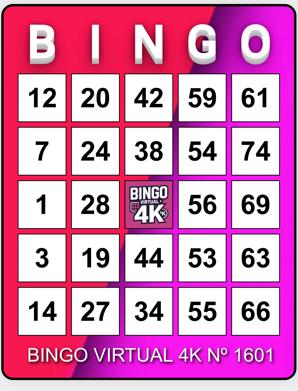 BINGO
12 20 42 59 61
7 24 38 54 74
1 28 BINGO VIRTUAL 4K 56 69
3 19 44 53 63
14 27 34 55 66
BINGO VIRTUAL 4K Nº 1601